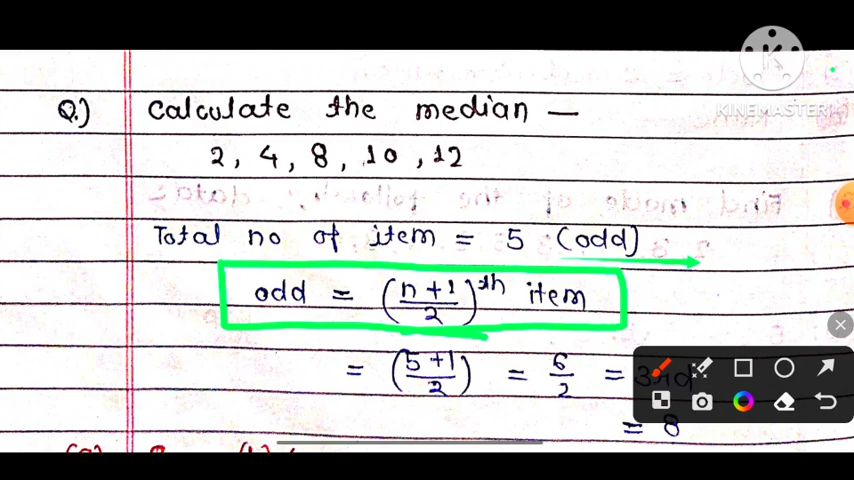 KINEMASTER
Q.) Calculate the median —
2, 4, 8, 10, 12
Total no of item = 5 (odd)
odd = (n+1/2)th item
= (5+1/2) = 6/2 = 3rd
= 8